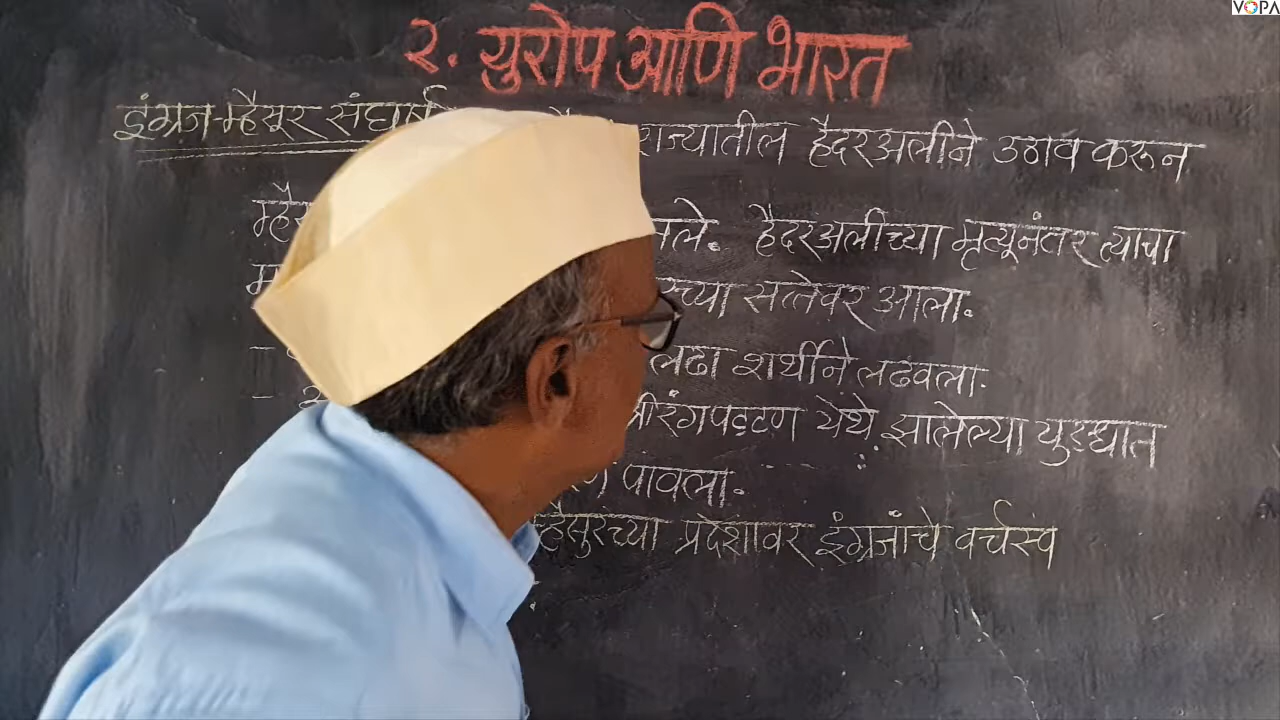 VOPA
२. युरोप आणि भारत
इंग्रज-म्हैसूर संघर्ष राज्यातील हैदरअलीने उठाव करून
हैदरअलीच्या मृत्यूनंतर त्याचा
सत्तेवर आला.
लढा शर्थीने लढवला.
श्रीरंगपट्टण येथे झालेल्या युद्धात
पावला.
म्हैसुरच्या प्रदेशावर इंग्रजांचे वर्चस्व